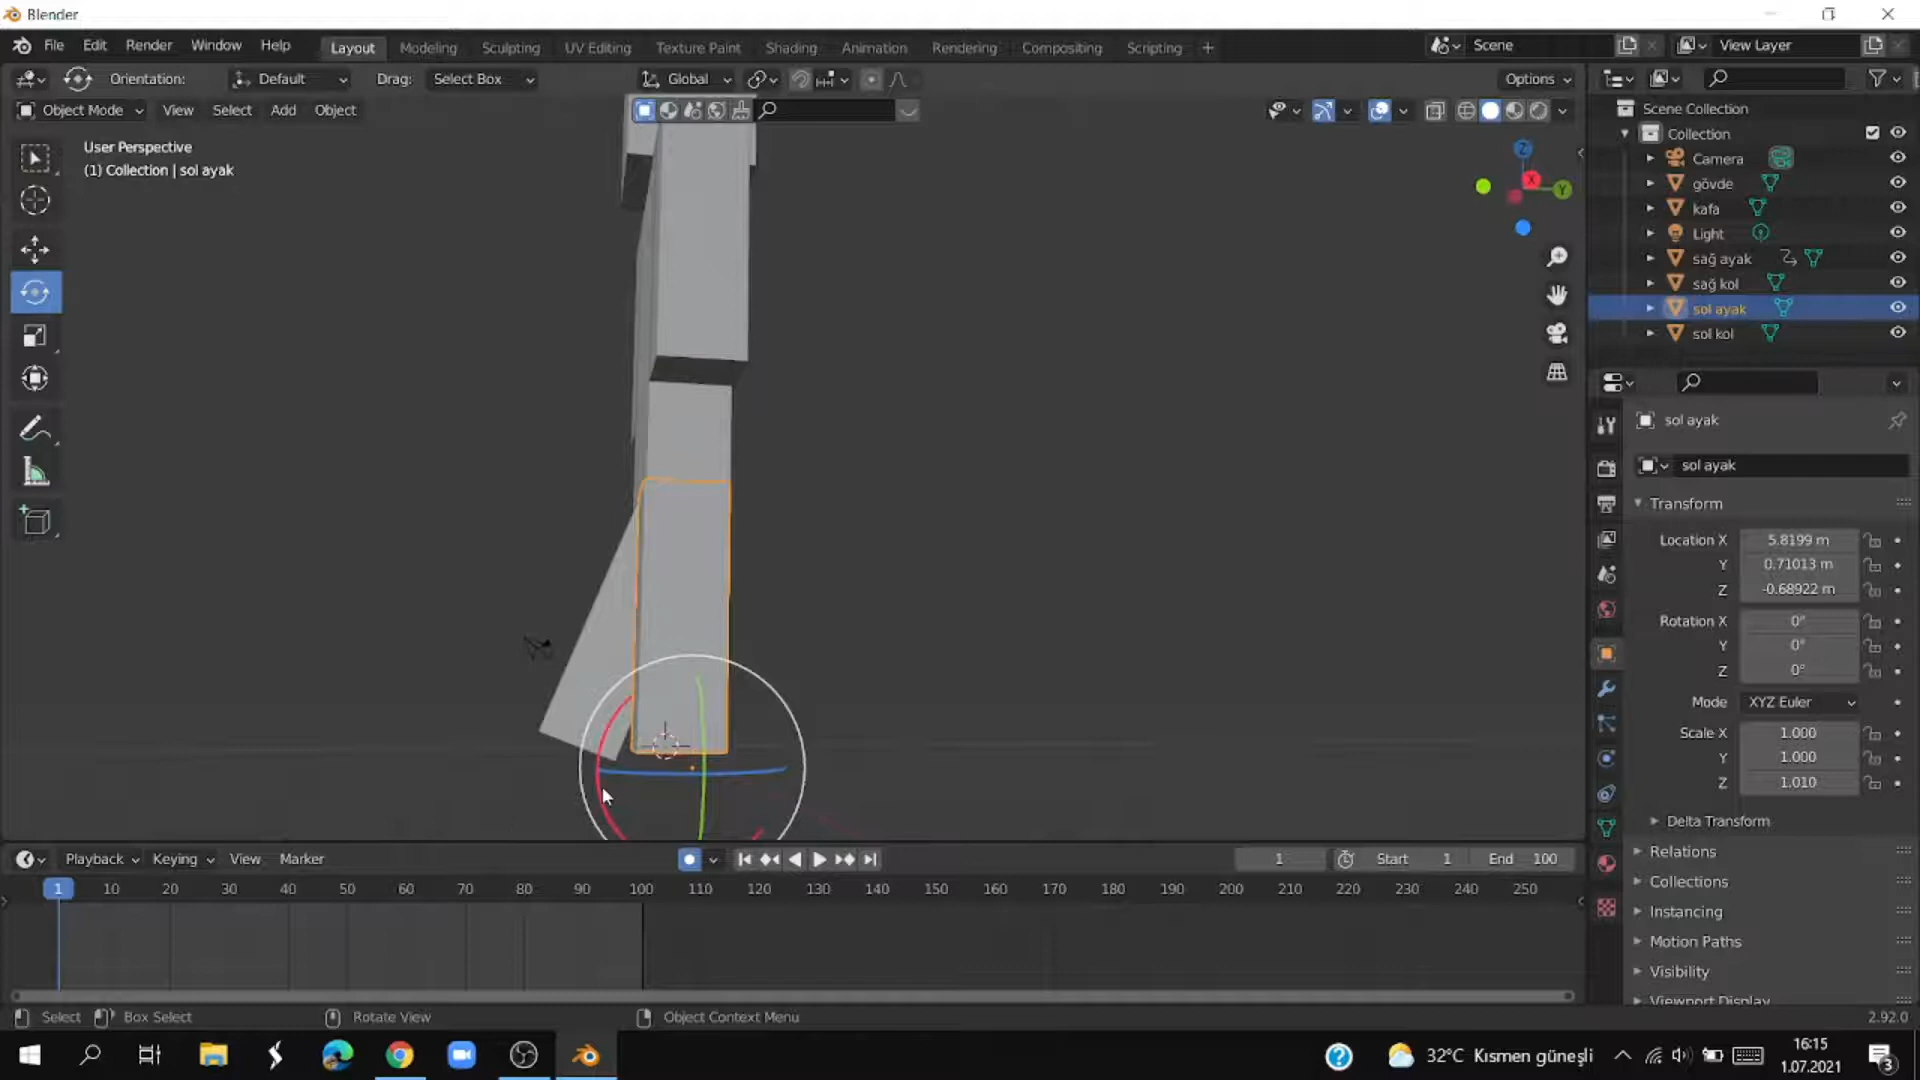 Blender
File Edit Render Window Help Layout Modeling Sculpting UV Editing Texture Paint Shading Animation Rendering Compositing Scripting + Scene View Layer
Orientation: Default Drag: Select Box Global Options
Object Mode View Select Add Object
User Perspective
(1) Collection | sol ayak
Z
X
Y
Scene Collection
Collection
Camera
gövde
kafa
Light
sağ ayak
sağ kol
sol ayak
sol kol
sol ayak
sol ayak
Transform
Location X 5.8199 m
Y 0.71013 m
Z -0.68922 m
Rotation X 0°
Y 0°
Z 0°
Mode XYZ Euler
Scale X 1.000
Y 1.000
Z 1.010
Delta Transform
Relations
Collections
Instancing
Motion Paths
Visibility
Viewport Display
Playback Keying View Marker 1 Start 1 End 100
1 10 20 30 40 50 60 70 80 90 100 110 120 130 140 150 160 170 180 190 200 210 220 230 240 250
Select Box Select Rotate View Object Context Menu 2.92.0
32°C Kısmen güneşli
16:15
1.07.2021
3